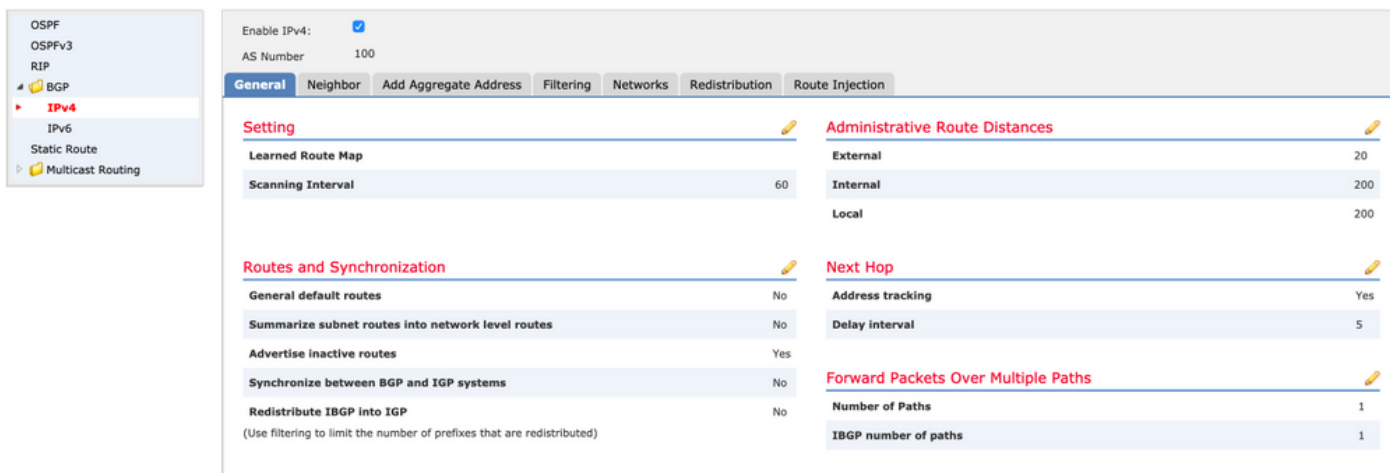 OSPF
OSPFv3
RIP
BGP
IPv4
IPv6
Static Route
Multicast Routing
Enable IPv4:
AS Number 100
General Neighbor Add Aggregate Address Filtering Networks Redistribution Route Injection
Setting
Learned Route Map
Scanning Interval 60
Administrative Route Distances
External 20
Internal 200
Local 200
Routes and Synchronization
General default routes No
Summarize subnet routes into network level routes No
Advertise inactive routes Yes
Synchronize between BGP and IGP systems No
Redistribute IBGP into IGP No
(Use filtering to limit the number of prefixes that are redistributed)
Next Hop
Address tracking Yes
Delay interval 5
Forward Packets Over Multiple Paths
Number of Paths 1
IBGP number of paths 1